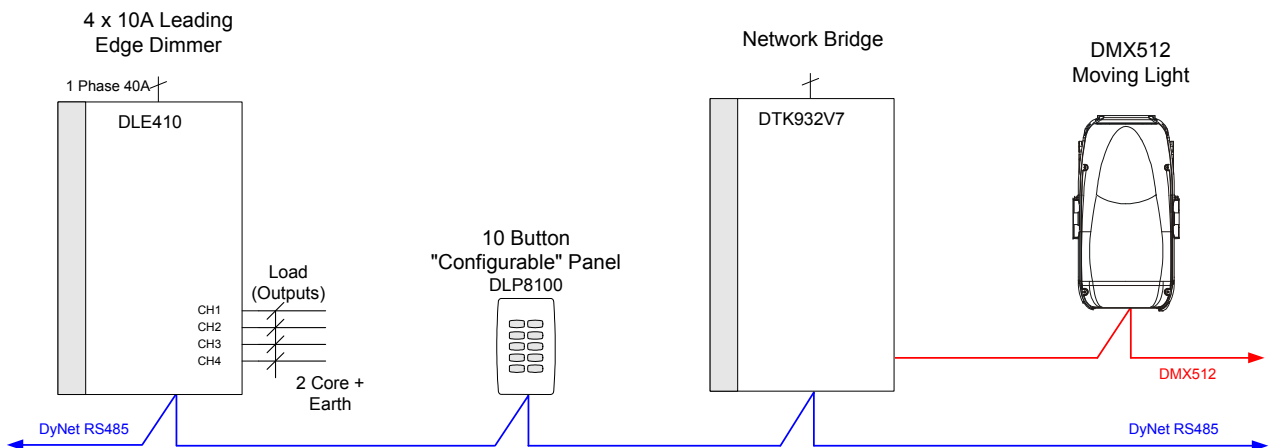 4 x 10A Leading
Edge Dimmer
1 Phase 40A
DLE410
Load
(Outputs)
CH1
CH2
CH3
CH4
2 Core +
Earth
10 Button
"Configurable" Panel
DLP8100
Network Bridge
DTK932V7
DMX512
Moving Light
DMX512
DyNet RS485
DyNet RS485